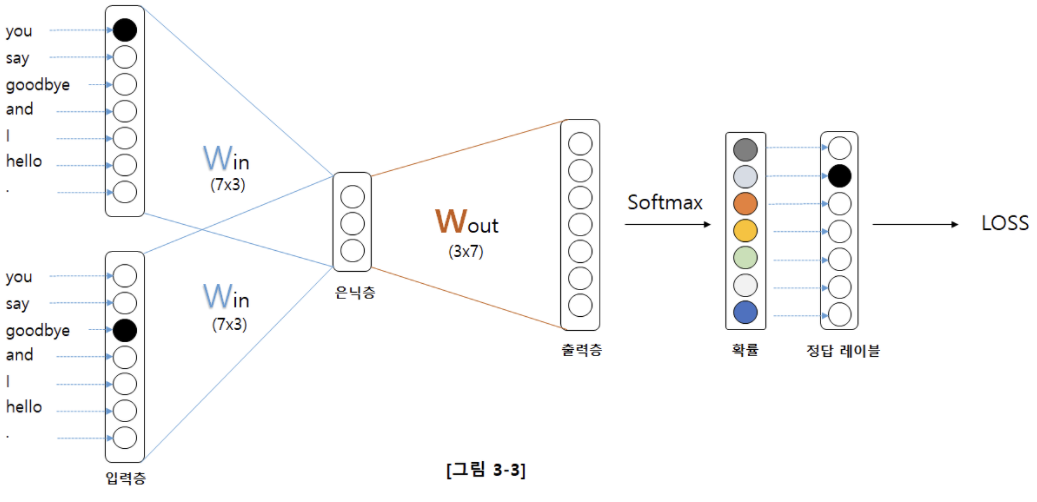 you
say
goodbye
and
I
hello
.
Win
(7x3)
you
say
goodbye
and
I
hello
.
Win
(7x3)
입력층
은닉층
Wout
(3x7)
출력층
Softmax
확률
정답 레이블
LOSS
[그림 3-3]